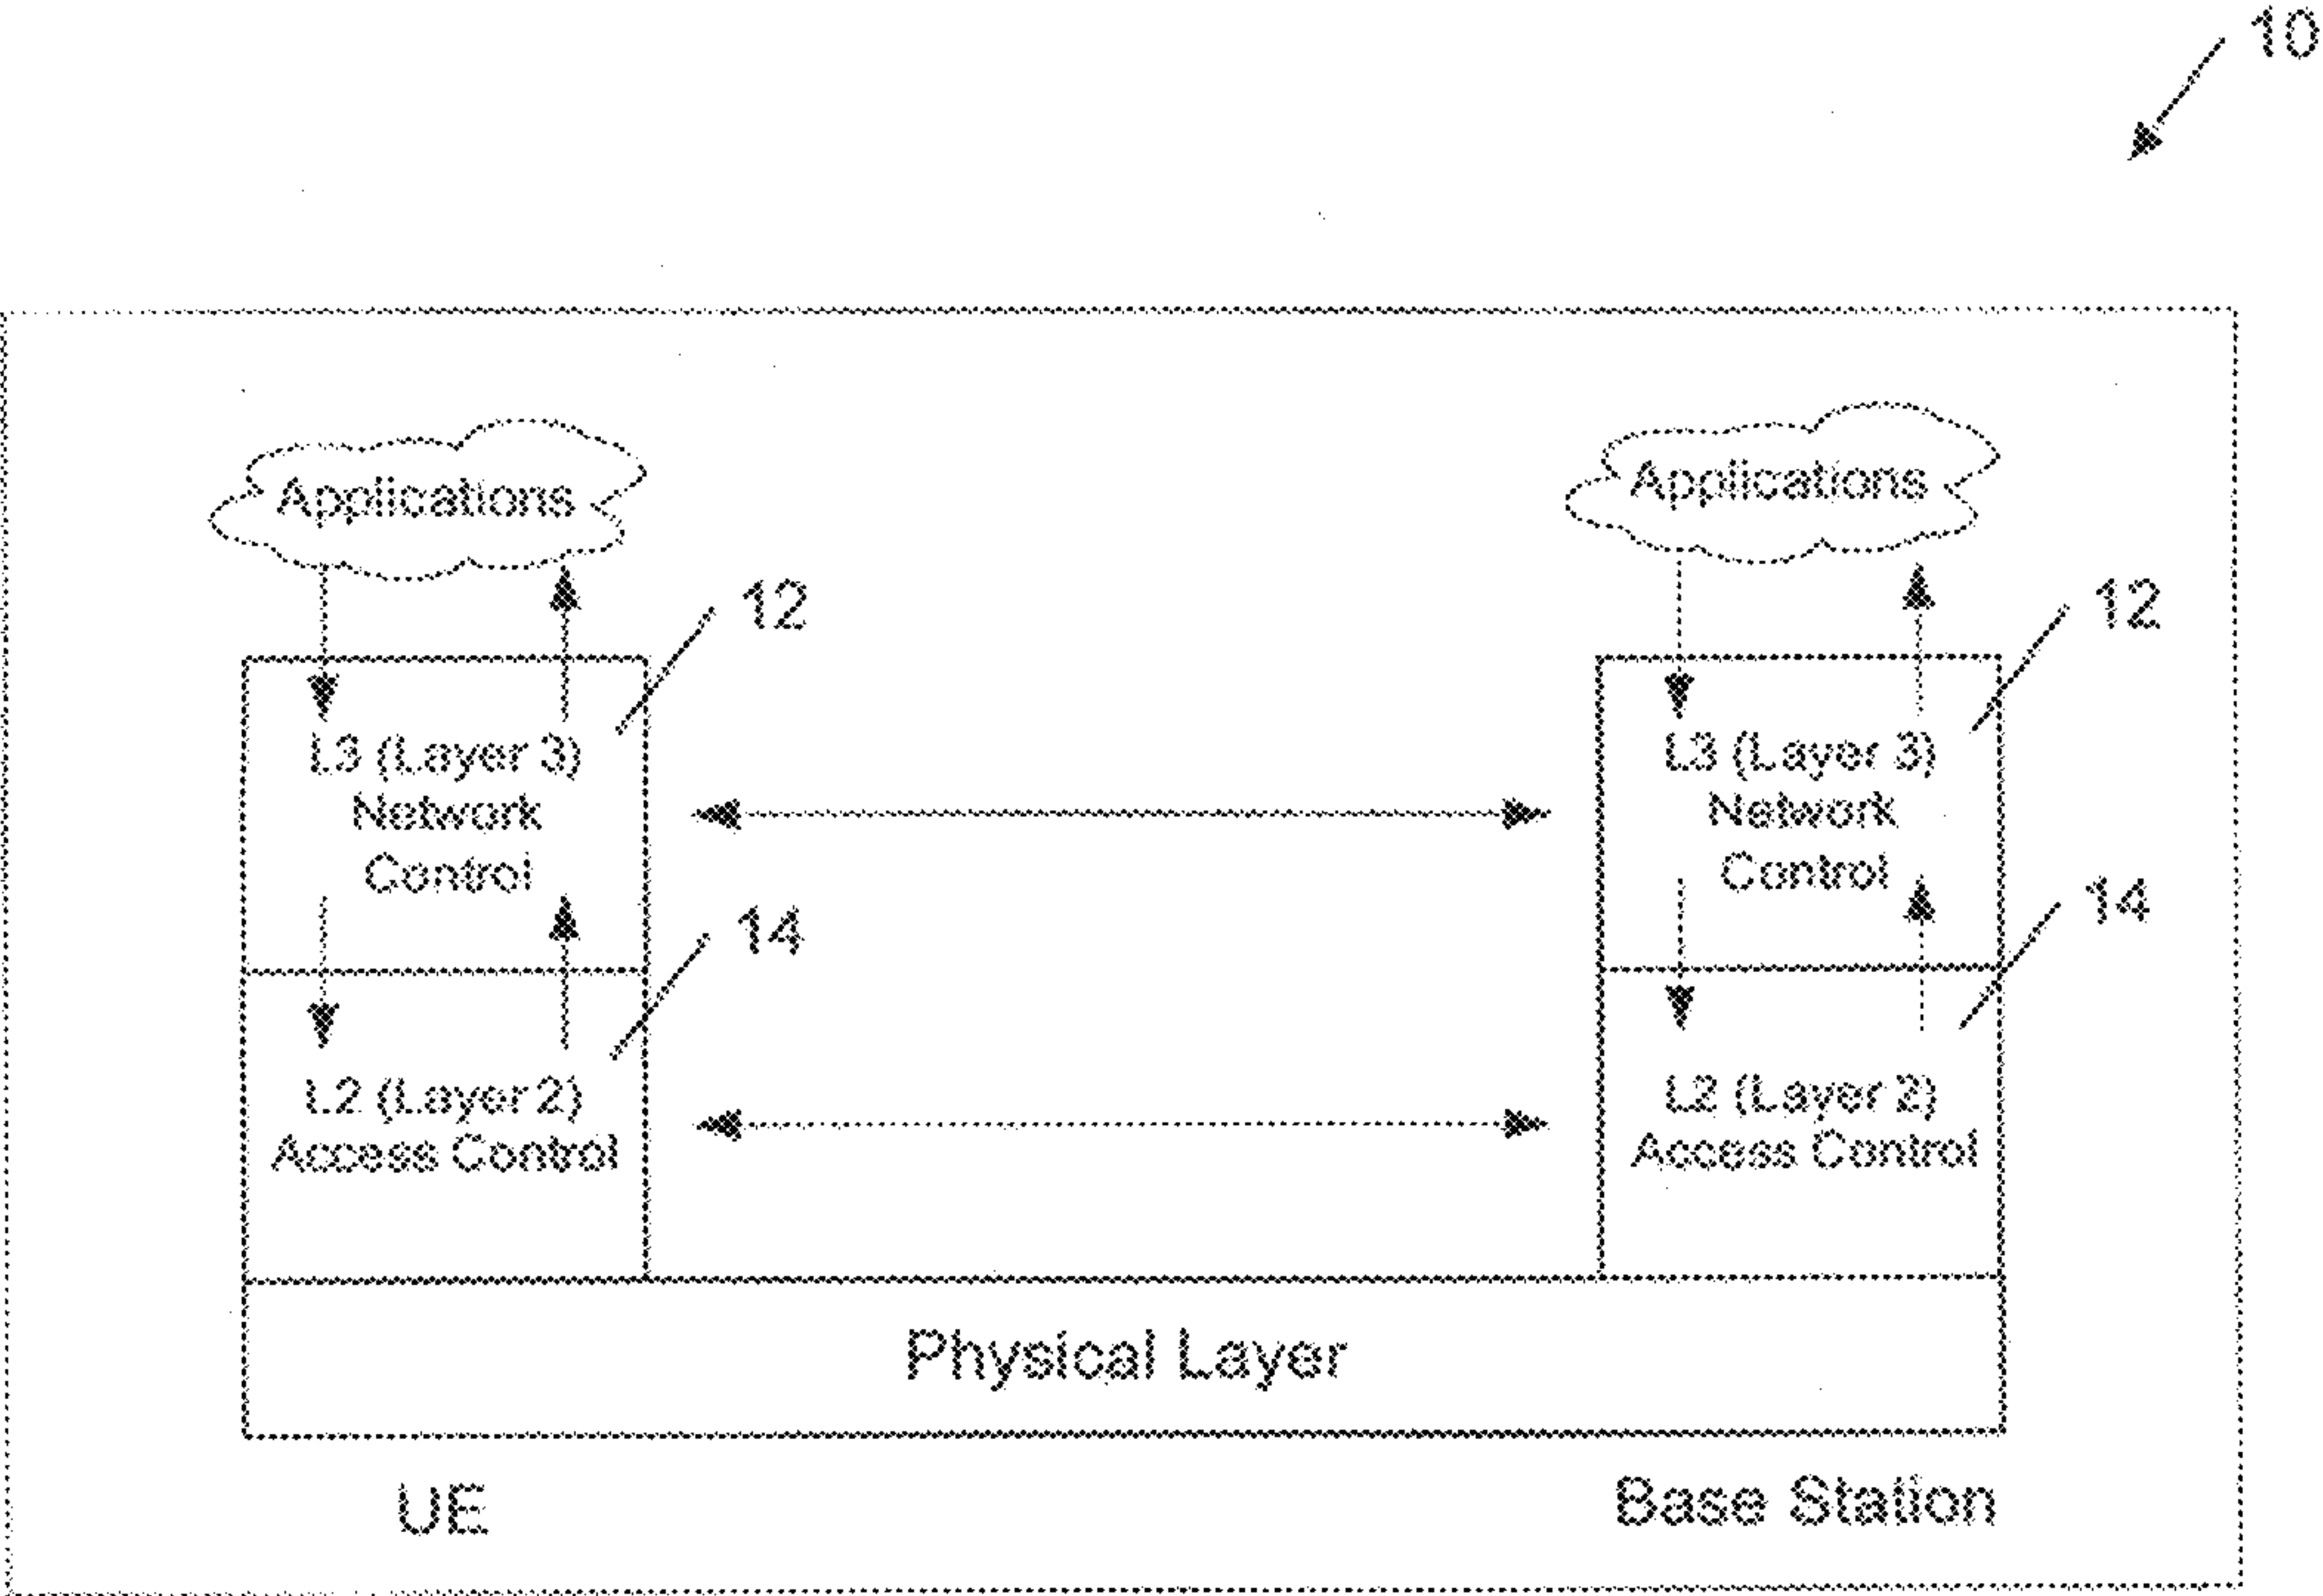 10
Applications
Applications
12
12
L3 (Layer 3)
Network
Control
L3 (Layer 3)
Network
Control
14
14
L2 (Layer 2)
Access Control
L2 (Layer 2)
Access Control
Physical Layer
UE
Base Station